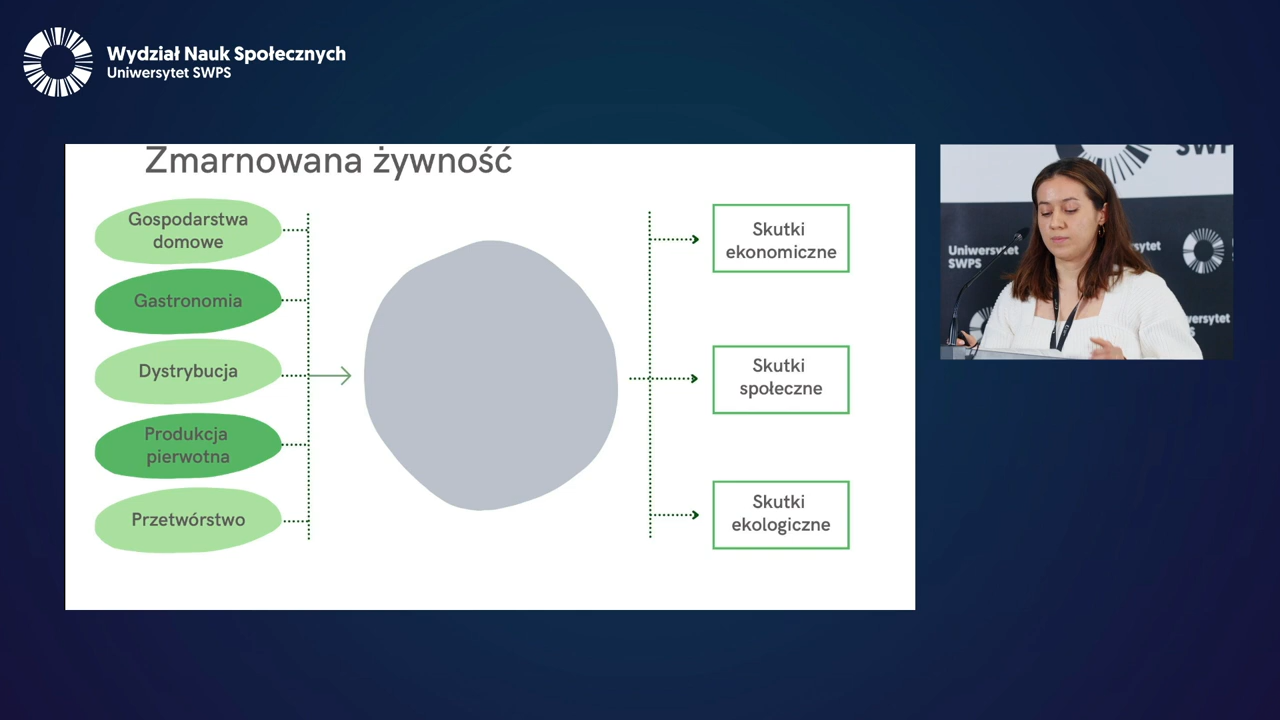 Wydział Nauk Społecznych
Uniwersytet SWPS
Zmarnowana żywność
Gospodarstwa
domowe
Gastronomia
Dystrybucja
Produkcja
pierwotna
Przetwórstwo
Skutki
ekonomiczne
Skutki
społeczne
Skutki
ekologiczne
Uniwersytet
SWPS